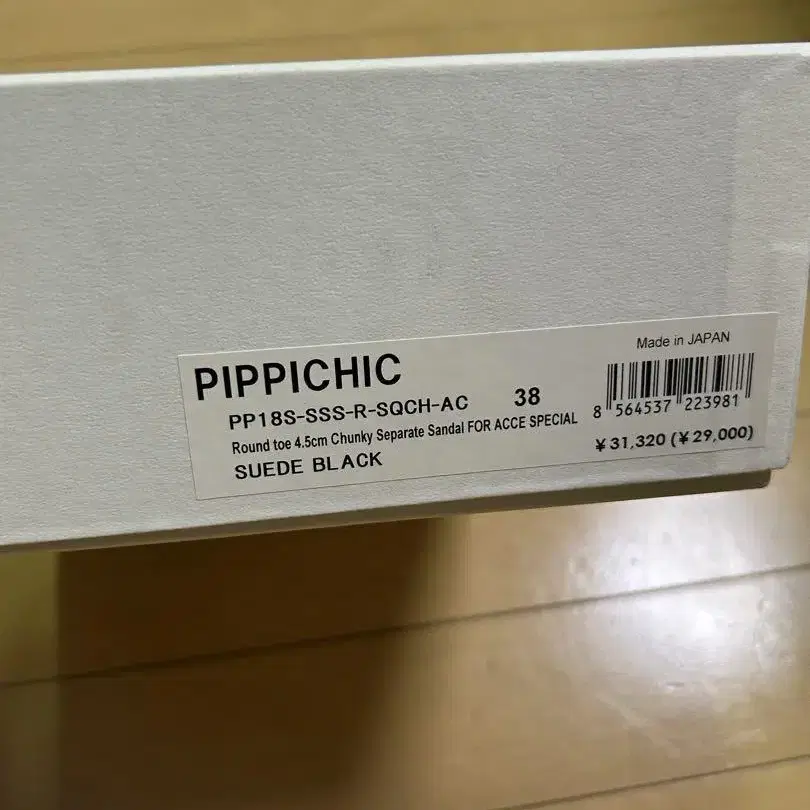 Made in JAPAN
PIPPICHIC
PP18S-SSS-R-SQCH-AC 38
8 564537 223981
Round toe 4.5cm Chunky Separate Sandal FOR ACCE SPECIAL
SUEDE BLACK
¥31,320 (¥29,000)